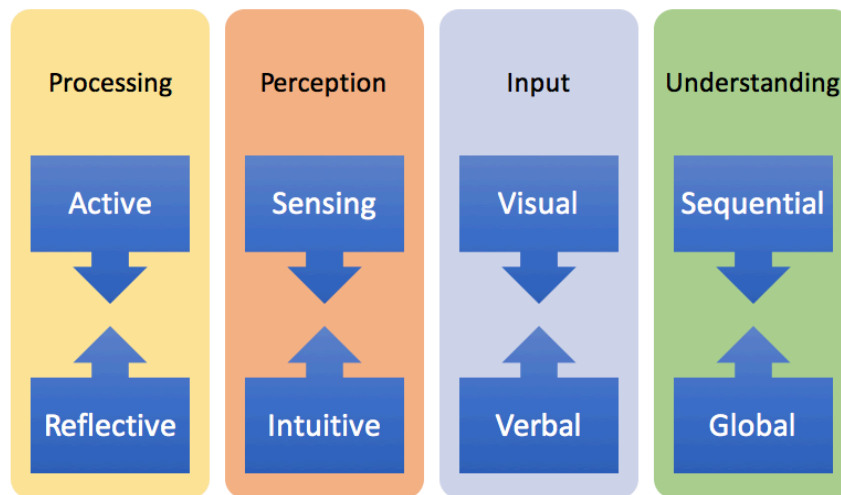 Processing
Perception
Input
Understanding
Active
Sensing
Visual
Sequential
Reflective
Intuitive
Verbal
Global